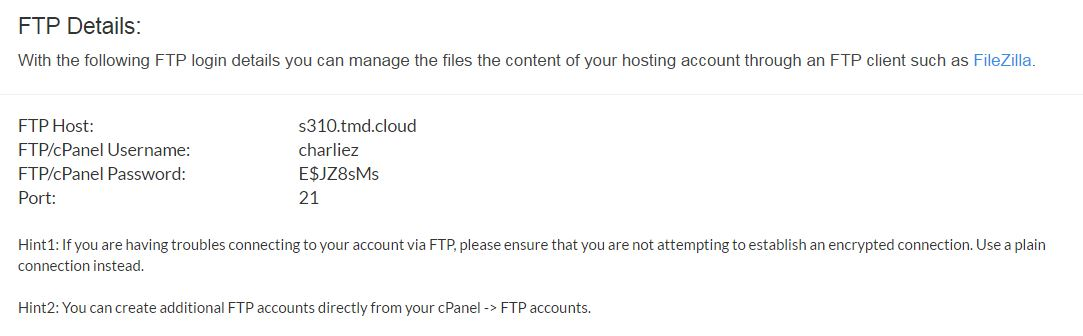 FTP Details:
With the following FTP login details you can manage the files the content of your hosting account through an FTP client such as FileZilla.
FTP Host: s310.tmd.cloud
FTP/cPanel Username: charliez
FTP/cPanel Password: E$JZ8sMs
Port: 21
Hint1: If you are having troubles connecting to your account via FTP, please ensure that you are not attempting to establish an encrypted connection. Use a plain
connection instead.
Hint2: You can create additional FTP accounts directly from your cPanel -> FTP accounts.